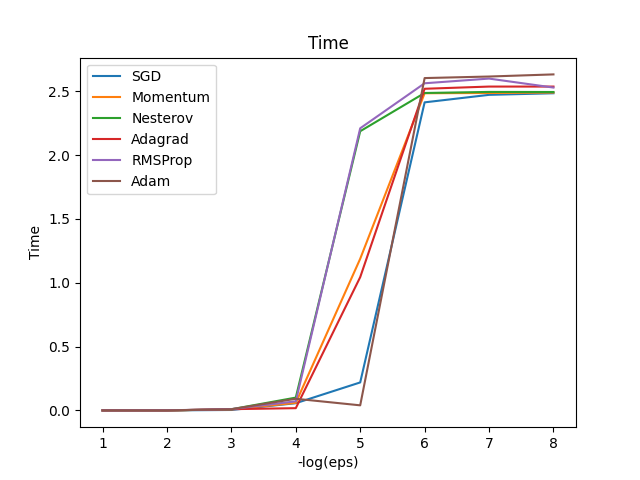 Time
SGD
Momentum
Nesterov
Adagrad
RMSProp
Adam
Time
2.5
2.0
1.5
1.0
0.5
0.0
1 2 3 4 5 6 7 8
-log(eps)